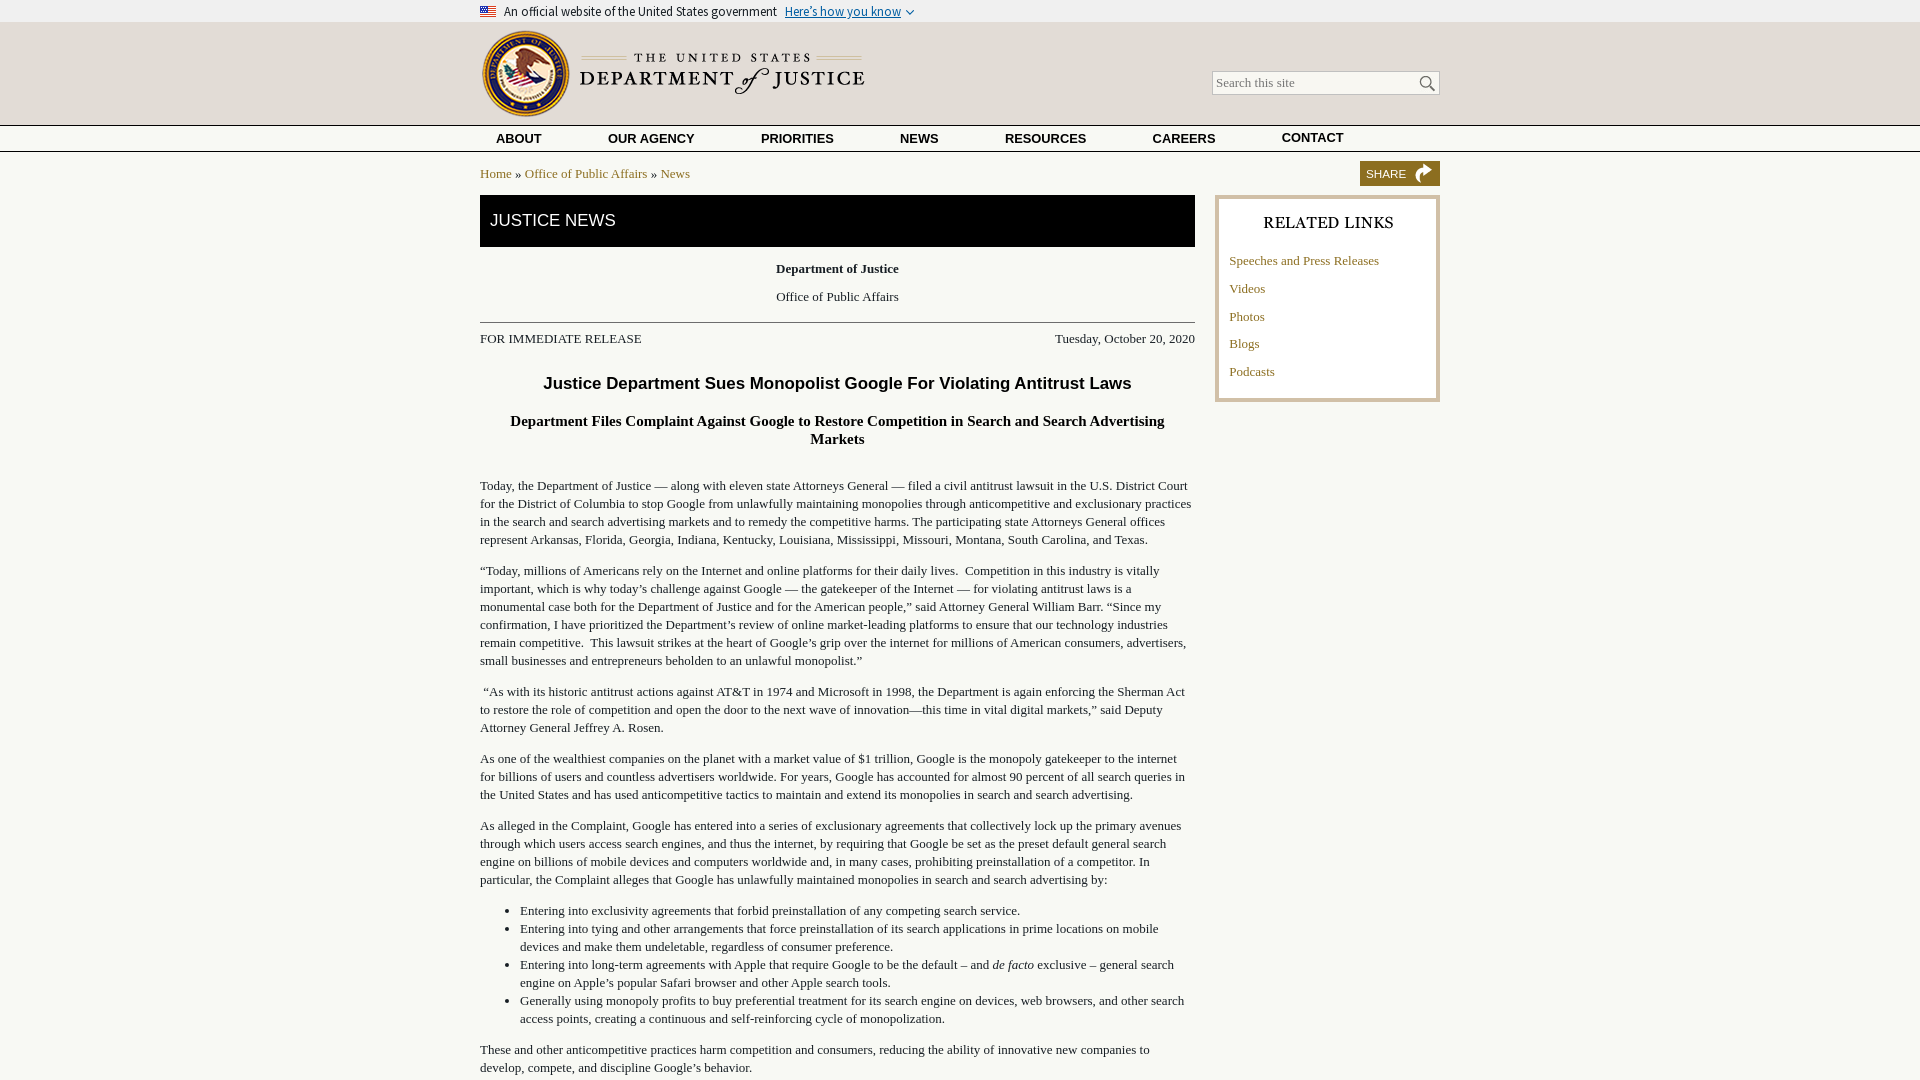 An official website of the United States government Here’s how you know
THE UNITED STATES
DEPARTMENT of JUSTICE
Search this site
ABOUT OUR AGENCY PRIORITIES NEWS RESOURCES CAREERS CONTACT
Home » Office of Public Affairs » News
SHARE
JUSTICE NEWS
Department of Justice
Office of Public Affairs
FOR IMMEDIATE RELEASE Tuesday, October 20, 2020
Justice Department Sues Monopolist Google For Violating Antitrust Laws
Department Files Complaint Against Google to Restore Competition in Search and Search Advertising
Markets
Today, the Department of Justice — along with eleven state Attorneys General — filed a civil antitrust lawsuit in the U.S. District Court
for the District of Columbia to stop Google from unlawfully maintaining monopolies through anticompetitive and exclusionary practices
in the search and search advertising markets and to remedy the competitive harms. The participating state Attorneys General offices
represent Arkansas, Florida, Georgia, Indiana, Kentucky, Louisiana, Mississippi, Missouri, Montana, South Carolina, and Texas.
“Today, millions of Americans rely on the Internet and online platforms for their daily lives.  Competition in this industry is vitally
important, which is why today’s challenge against Google — the gatekeeper of the Internet — for violating antitrust laws is a
monumental case both for the Department of Justice and for the American people,” said Attorney General William Barr. “Since my
confirmation, I have prioritized the Department’s review of online market-leading platforms to ensure that our technology industries
remain competitive.  This lawsuit strikes at the heart of Google’s grip over the internet for millions of American consumers, advertisers,
small businesses and entrepreneurs beholden to an unlawful monopolist.”
“As with its historic antitrust actions against AT&T in 1974 and Microsoft in 1998, the Department is again enforcing the Sherman Act
to restore the role of competition and open the door to the next wave of innovation—this time in vital digital markets,” said Deputy
Attorney General Jeffrey A. Rosen.
As one of the wealthiest companies on the planet with a market value of $1 trillion, Google is the monopoly gatekeeper to the internet
for billions of users and countless advertisers worldwide. For years, Google has accounted for almost 90 percent of all search queries in
the United States and has used anticompetitive tactics to maintain and extend its monopolies in search and search advertising.
As alleged in the Complaint, Google has entered into a series of exclusionary agreements that collectively lock up the primary avenues
through which users access search engines, and thus the internet, by requiring that Google be set as the preset default general search
engine on billions of mobile devices and computers worldwide and, in many cases, prohibiting preinstallation of a competitor. In
particular, the Complaint alleges that Google has unlawfully maintained monopolies in search and search advertising by:
• Entering into exclusivity agreements that forbid preinstallation of any competing search service.
• Entering into tying and other arrangements that force preinstallation of its search applications in prime locations on mobile
devices and make them undeletable, regardless of consumer preference.
• Entering into long-term agreements with Apple that require Google to be the default – and de facto exclusive – general search
engine on Apple’s popular Safari browser and other Apple search tools.
• Generally using monopoly profits to buy preferential treatment for its search engine on devices, web browsers, and other search
access points, creating a continuous and self-reinforcing cycle of monopolization.
These and other anticompetitive practices harm competition and consumers, reducing the ability of innovative new companies to
develop, compete, and discipline Google’s behavior.
RELATED LINKS
Speeches and Press Releases
Videos
Photos
Blogs
Podcasts